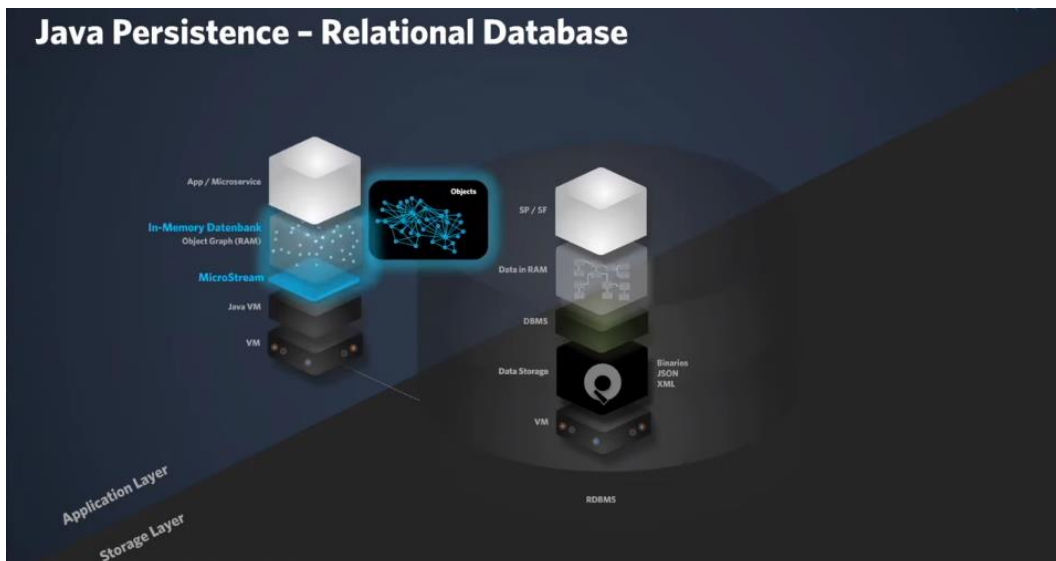 Java Persistence – Relational Database
App / Microservice
In-Memory Datenbank
Object Graph (RAM)
MicroStream
Java VM
VM
Objects
SP / SF
Data in RAM
DBMS
Data Storage
Binaries
JSON
XML
VM
RDBMS
Application Layer
Storage Layer